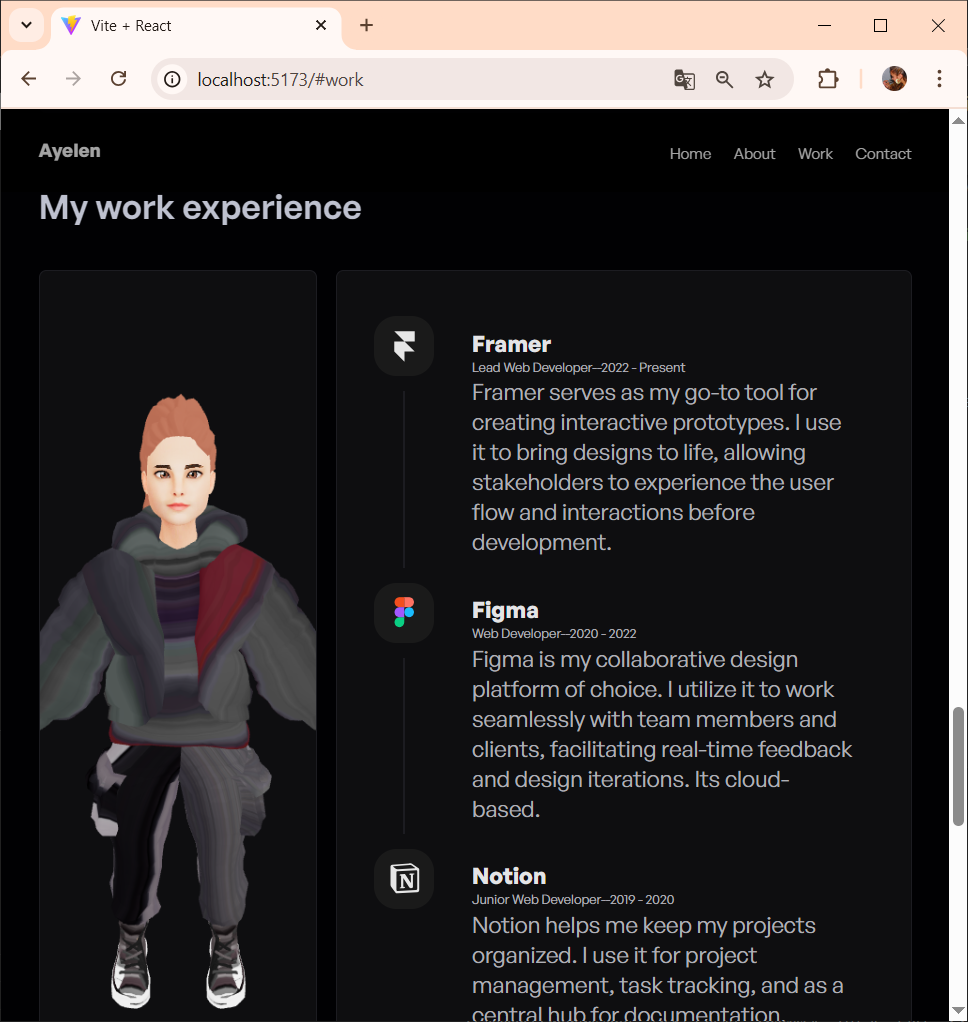 Vite + React
localhost:5173/#work
Ayelen
Home About Work Contact
My work experience
Framer
Lead Web Developer--2022 - Present
Framer serves as my go-to tool for
creating interactive prototypes. I use
it to bring designs to life, allowing
stakeholders to experience the user
flow and interactions before
development.
Figma
Web Developer--2020 - 2022
Figma is my collaborative design
platform of choice. I utilize it to work
seamlessly with team members and
clients, facilitating real-time feedback
and design iterations. Its cloud-
based.
Notion
Junior Web Developer--2019 - 2020
Notion helps me keep my projects
organized. I use it for project
management, task tracking, and as a
central hub for documentation,